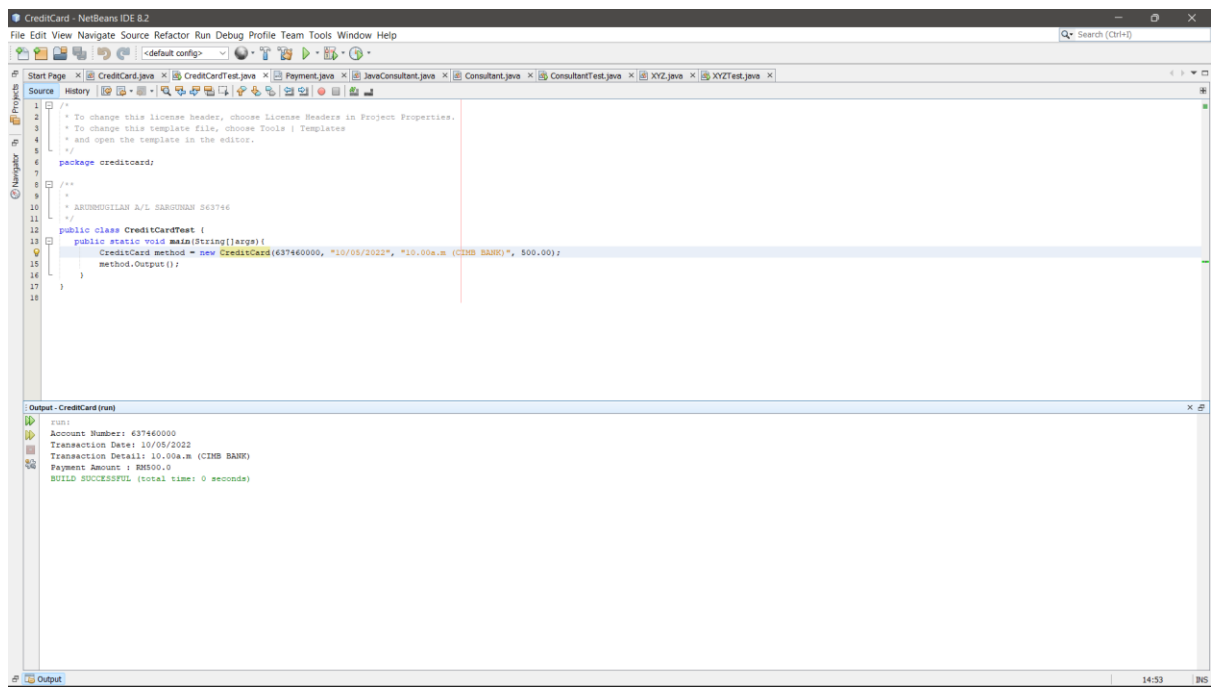 CreditCard - NetBeans IDE 8.2
File Edit View Navigate Source Refactor Run Debug Profile Team Tools Window Help
Search (Ctrl+I)
<default config>
Start Page CreditCard.java CreditCardTest.java Payment.java JavaConsultant.java Consultant.java ConsultantTest.java XYZ.java XYZTest.java
Projects
Navigator
Source History
1 /*
2 * To change this license header, choose License Headers in Project Properties.
3 * To change this template file, choose Tools | Templates
4 * and open the template in the editor.
5 */
6 package creditcard;
7
8 /**
9 *
10 * ARUNMUGILAN A/L SARGUNAN S63746
11 */
12 public class CreditCardTest {
13 public static void main(String[]args){
CreditCard method = new CreditCard(637460000, "10/05/2022", "10.00a.m (CIMB BANK)", 500.00);
15 method.Output();
16 }
17 }
18
Output - CreditCard (run)
run:
Account Number: 637460000
Transaction Date: 10/05/2022
Transaction Detail: 10.00a.m (CIMB BANK)
Payment Amount : RM500.0
BUILD SUCCESSFUL (total time: 0 seconds)
Output
14:53 INS